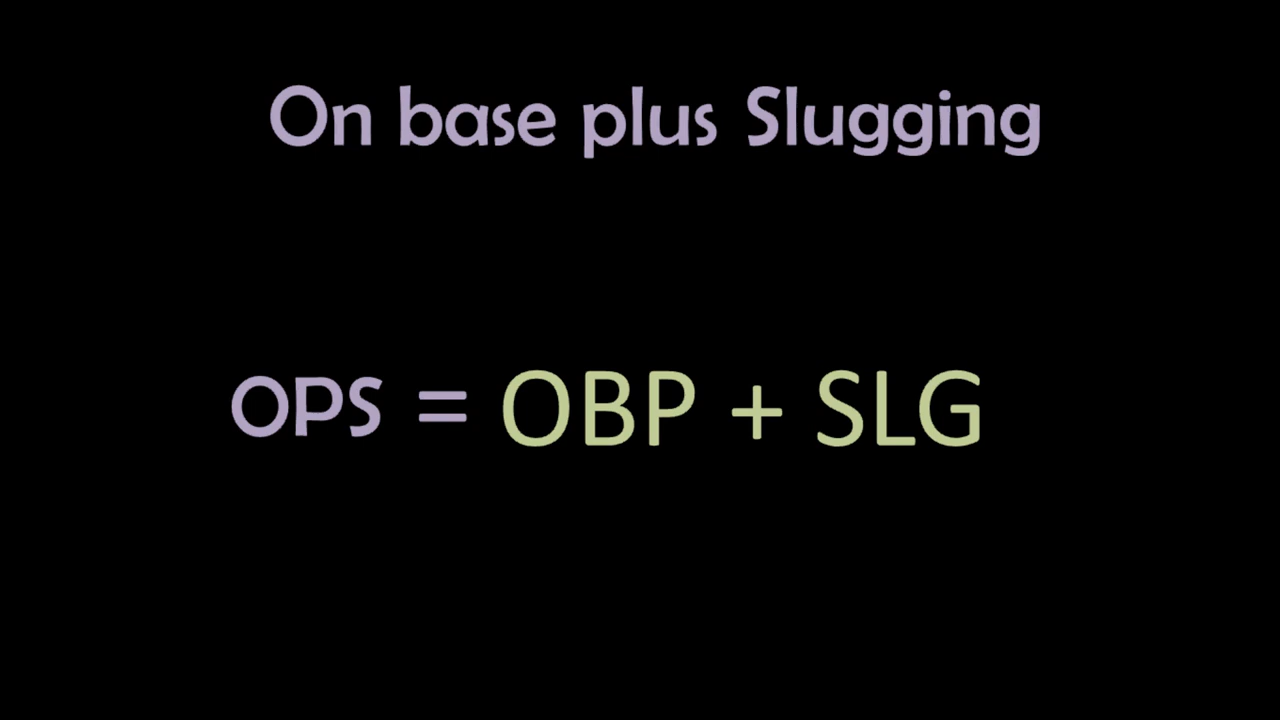 On base plus Slugging
OPS = OBP + SLG